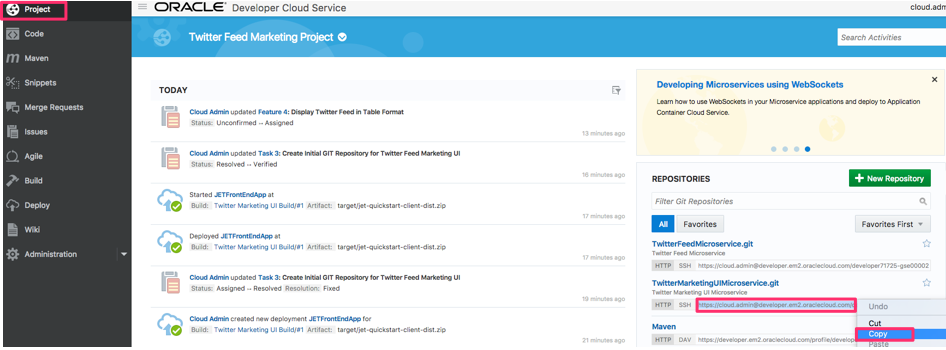 Project
Code
Maven
Snippets
Merge Requests
Issues
Agile
Build
Deploy
Wiki
Administration
ORACLE® Developer Cloud Service
cloud.adm
Twitter Feed Marketing Project
Search Activities
TODAY
Cloud Admin updated Feature 4: Display Twitter Feed in Table Format
Status: Unconfirmed → Assigned
13 minutes ago
Cloud Admin updated Task 3: Create Initial GIT Repository for Twitter Feed Marketing UI
Status: Resolved → Verified
16 minutes ago
Started JETFrontEndApp at
Build: Twitter Marketing UI Build/#1 Artifact: target/jet-quickstart-client-dist.zip
17 minutes ago
Deployed JETFrontEndApp at
Build: Twitter Marketing UI Build/#1 Artifact: target/jet-quickstart-client-dist.zip
17 minutes ago
Cloud Admin updated Task 3: Create Initial GIT Repository for Twitter Feed Marketing UI
Status: Assigned → Resolved Resolution: Fixed
19 minutes ago
Cloud Admin created new deployment JETFrontEndApp for
Build: Twitter Marketing UI Build/#1 Artifact: target/jet-quickstart-client-dist.zip
21 minutes ago
Developing Microservices using WebSockets
Learn how to use WebSockets in your Microservice applications and deploy to Application
Container Cloud Service.
REPOSITORIES
New Repository
Filter Git Repositories
All Favorites Favorites First
TwitterFeedMicroservice.git
Twitter Feed Microservice
HTTP SSH https://cloud.admin@developer.em2.oraclecloud.com/developer71725-gse00002
TwitterMarketingUIMicroservice.git
Twitter Marketing UI Microservice
HTTP SSH https://cloud.admin@developer.em2.oraclecloud.com/
Maven
HTTP DAV https://developer.em2.oraclecloud.com/profile/develop
Undo
Cut
Copy
Paste